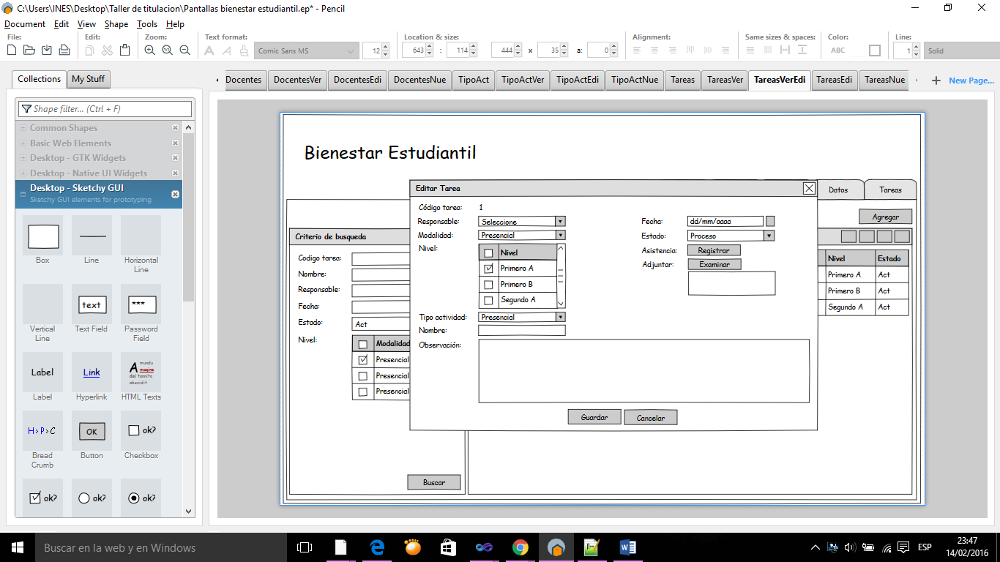 C:\Users\INES\Desktop\Taller de titulacion\Pantallas bienestar estudiantil.ep* - Pencil
Document Edit View Shape Tools Help
File: Edit: Zoom: Text format: Location & size: Alignment: Same sizes & spaces: Color: Line:
Comic Sans MS 12 643 : 114 444 x 35 a: 0 ABC 1 Solid
Collections My Stuff
Docentes DocentesVer DocentesEdi DocentesNue TipoAct TipoActVer TipoActEdi TipoActNue Tareas TareasVer TareasVerEdi TareasEdi TareasNue New Page...
Shape filter... (Ctrl + F)
Common Shapes
Basic Web Elements
Desktop - GTK Widgets
Desktop - Native UI Widgets
Desktop - Sketchy GUI
Sketchy GUI elements for prototyping
Box Line Horizontal Line
text ***
Vertical Line Text Field Password Field
Label Link A mundu magine dei tannto abucidit
Label Hyperlink HTML Texts
H>P>C OK ok?
Bread Crumb Button Checkbox
ok? ok? ok?
Bienestar Estudiantil
Datos Tareas
Agregar
Criterio de busqueda
Codigo tarea:
Nombre:
Responsable:
Fecha:
Estado: Act
Nivel:
Modalidad
Presencial
Presencial
Presencial
Buscar
Editar Tarea
Código tarea: 1
Responsable: Seleccione
Modalidad: Presencial
Nivel: Nivel
Primero A
Primero B
Segundo A
Tipo actividad: Presencial
Nombre:
Observación:
Fecha: dd/mm/aaaa
Estado: Proceso
Asistencia: Registrar
Adjuntar: Examinar
Guardar Cancelar
Nivel Estado
Primero A Act
Primero B Act
Segundo A Act
Buscar en la web y en Windows
ESP
23:47
14/02/2016